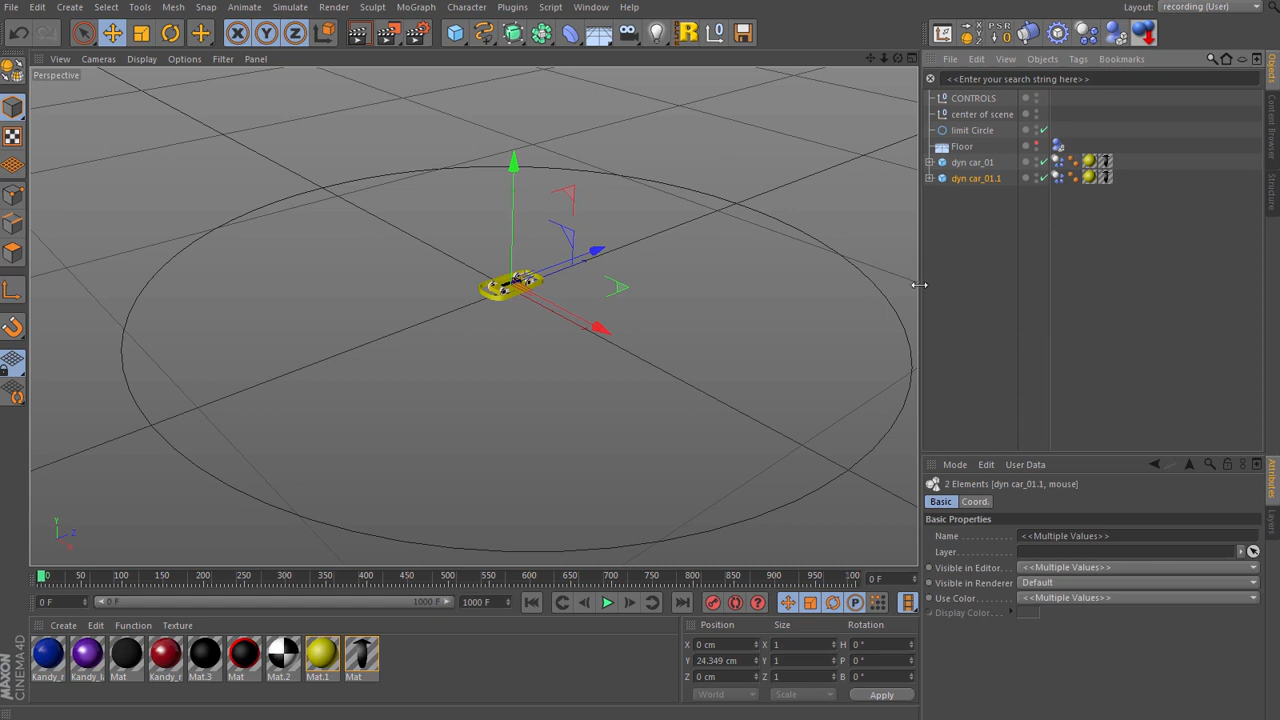 File Edit Create Select Tools Mesh Snap Animate Simulate Render Sculpt MoGraph Character Plugins Script Window Help
Layout: recording (User)
PSR
View Cameras Display Options Filter Panel
Perspective
File Edit View Objects Tags Bookmarks
<<Enter your search string here>>
CONTROLS
center of scene
limit Circle
Floor
dyn car_01
dyn car_01.1
Objects
Content Browser
Structure
Mode Edit User Data
2 Elements [dyn car_01.1, mouse]
Basic Coord.
Basic Properties
Name <<Multiple Values>>
Layer
Visible in Editor <<Multiple Values>>
Visible in Renderer Default
Use Color <<Multiple Values>>
Display Color
Attributes
Layers
Y
Z
X
0 50 100 150 200 250 300 350 400 450 500 550 600 650 700 750 800 850 900 950 1000 0 F
0 F 0 F 1000 F 1000 F
Create Edit Function Texture
Kandy_r Kandy_l Mat Kandy_r Mat.3 Mat Mat.2 Mat.1 Mat
Position Size Rotation
X 0 cm X 1 H 0 °
Y 24.349 cm Y 1 P 0 °
Z 0 cm Z 1 B 0 °
World Scale Apply
MAXON CINEMA 4D